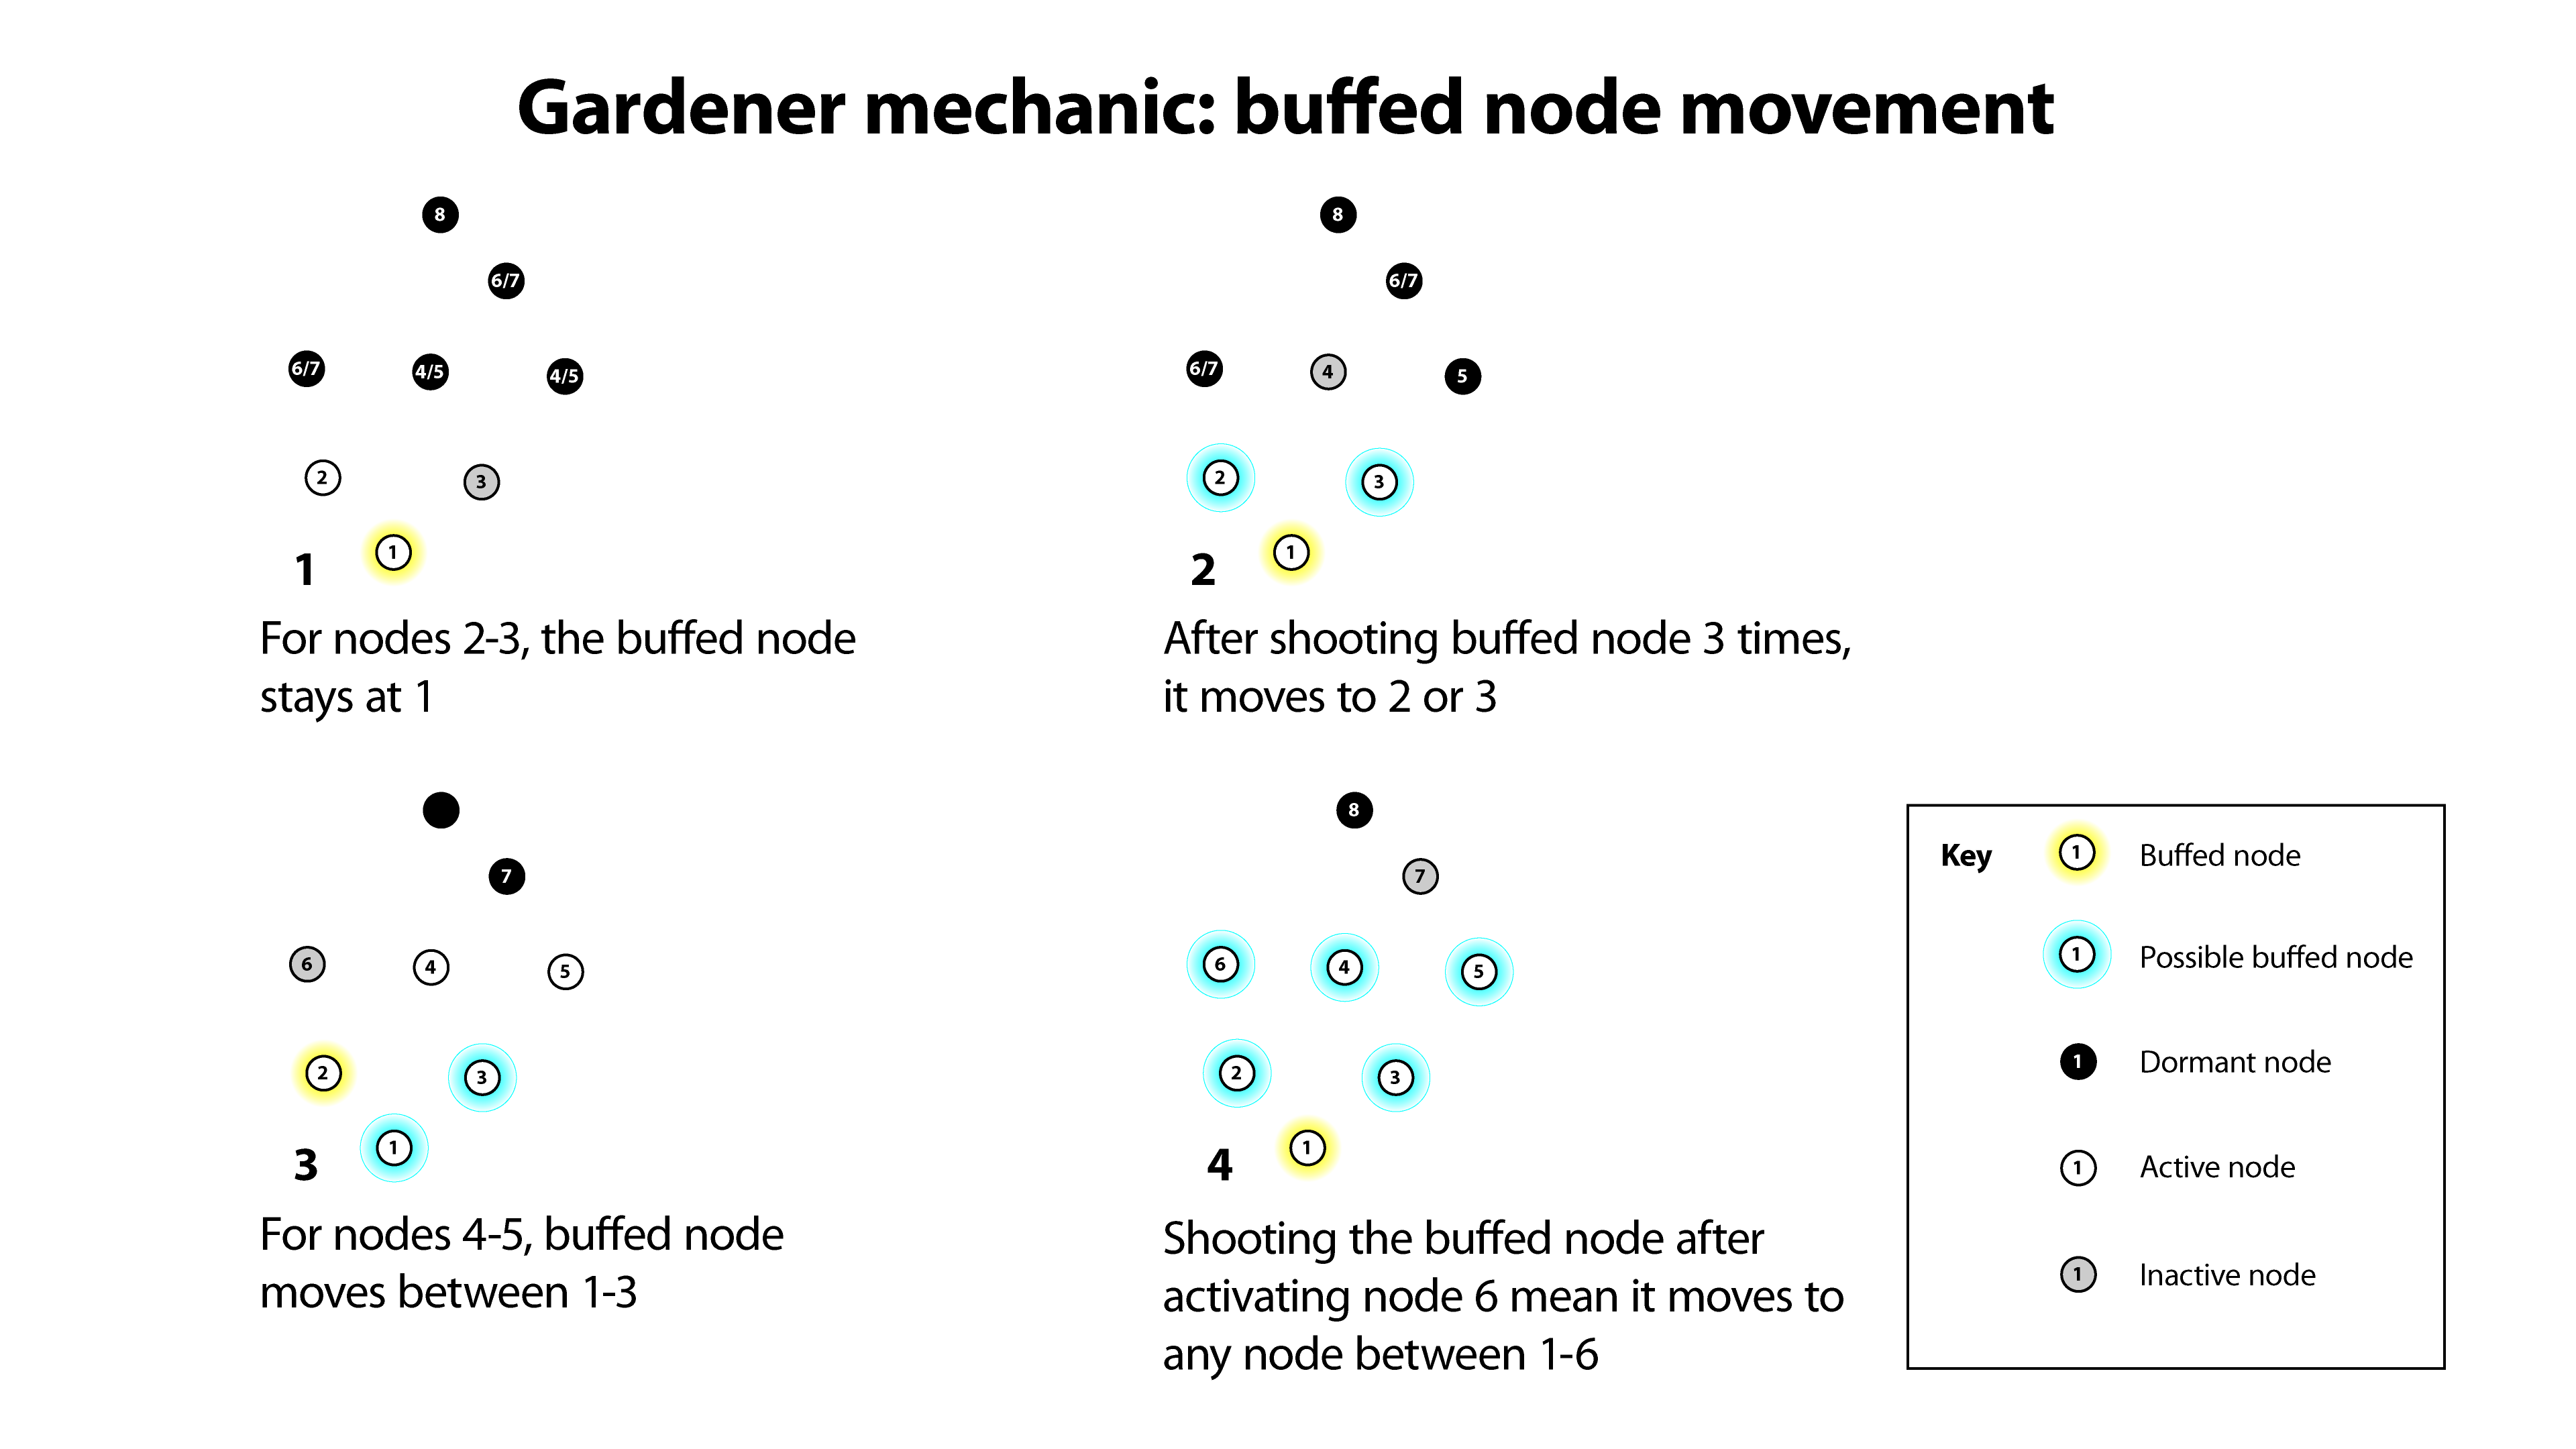 Gardener mechanic: buffed node movement
8
6/7
6/7
4/5
4/5
2
3
1
1
For nodes 2-3, the buffed node
stays at 1
8
6/7
6/7
4
5
2
3
1
2
After shooting buffed node 3 times,
it moves to 2 or 3
7
6
4
5
2
3
1
3
For nodes 4-5, buffed node
moves between 1-3
8
7
6
4
5
2
3
1
4
Shooting the buffed node after
activating node 6 mean it moves to
any node between 1-6
Key
1 Buffed node
1 Possible buffed node
1 Dormant node
1 Active node
1 Inactive node